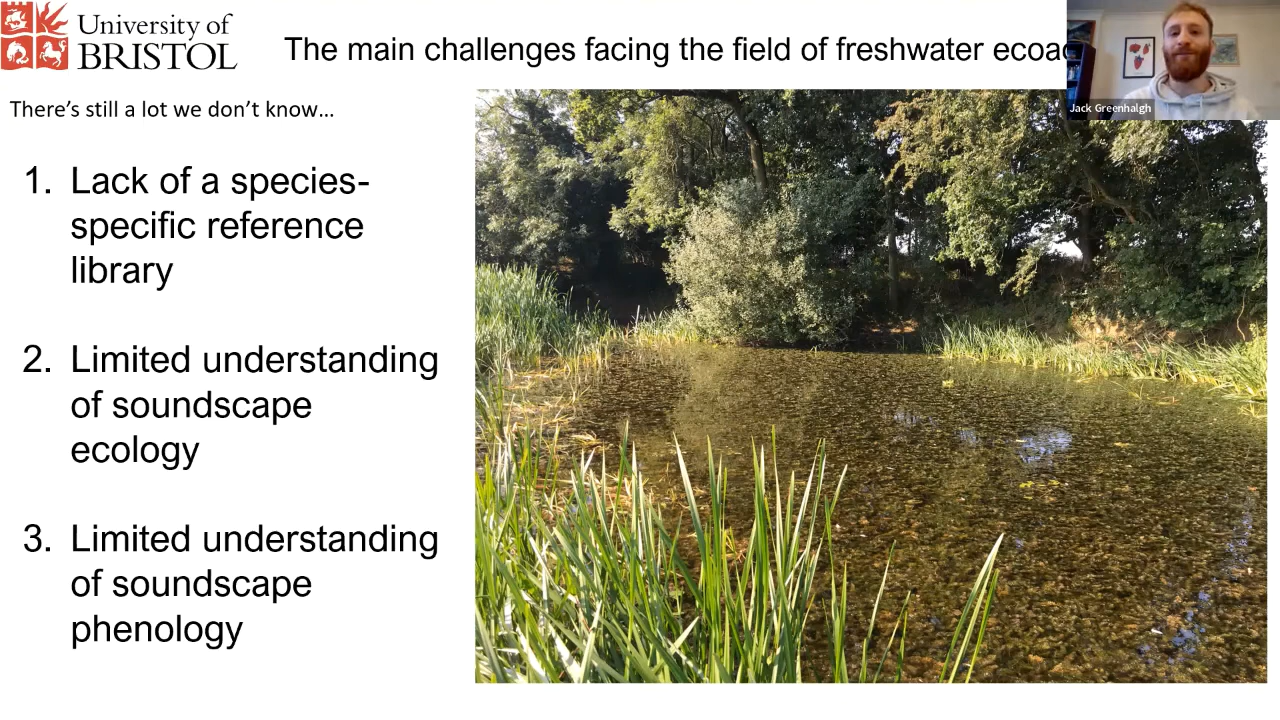 University of
BRISTOL
The main challenges facing the field of freshwater
Jack Greenhalgh
There’s still a lot we don’t know…
1. Lack of a species-
specific reference
library
2. Limited understanding
of soundscape
ecology
3. Limited understanding
of soundscape
phenology